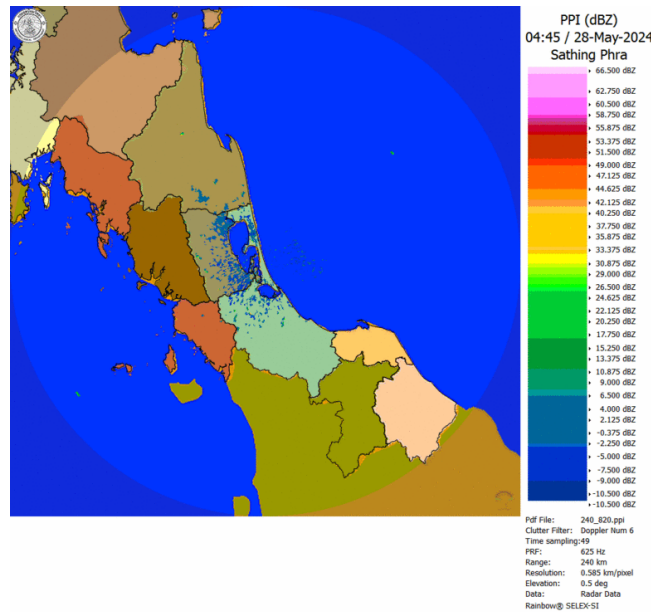 PPI (dBZ)
04:45 / 28-May-2024
Sathing Phra
66.500 dBZ
62.750 dBZ
60.500 dBZ
58.750 dBZ
55.875 dBZ
53.375 dBZ
51.500 dBZ
49.000 dBZ
47.125 dBZ
44.625 dBZ
42.125 dBZ
40.250 dBZ
37.750 dBZ
35.875 dBZ
33.375 dBZ
30.875 dBZ
29.000 dBZ
26.500 dBZ
24.625 dBZ
22.125 dBZ
20.250 dBZ
17.750 dBZ
15.250 dBZ
13.375 dBZ
10.875 dBZ
9.000 dBZ
6.500 dBZ
4.000 dBZ
2.125 dBZ
-0.375 dBZ
-2.250 dBZ
-5.000 dBZ
-7.500 dBZ
-9.000 dBZ
-10.500 dBZ
-10.500 dBZ
Pdf File: 240_820.ppi
Clutter Filter: Doppler Num 6
Time sampling:49
PRF: 625 Hz
Range: 240 km
Resolution: 0.585 km/pixel
Elevation: 0.5 deg
Data: Radar Data
Rainbow® SELEX-SI